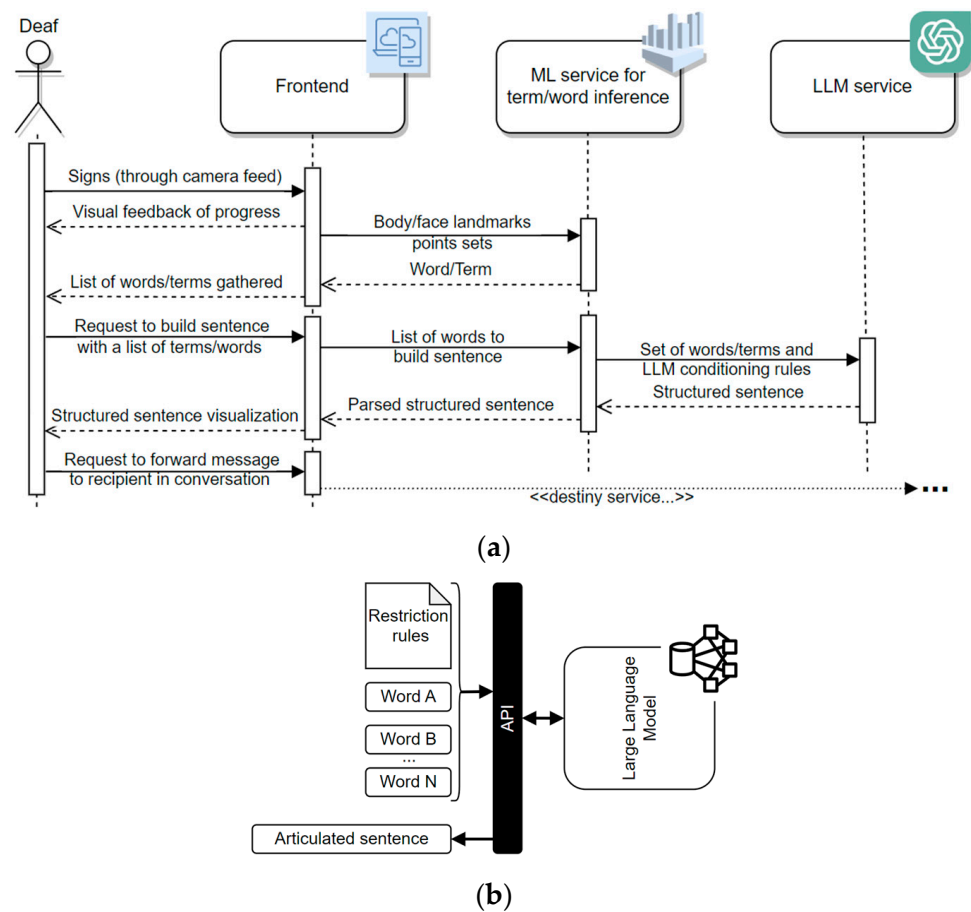 Deaf
Frontend
ML service for
term/word inference
LLM service
Signs (through camera feed)
Visual feedback of progress
Body/face landmarks
points sets
Word/Term
List of words/terms gathered
Request to build sentence
with a list of terms/words
List of words to
build sentence
Set of words/terms and
LLM conditioning rules
Structured sentence
Parsed structured sentence
Structured sentence visualization
Request to forward message
to recipient in conversation
<<destiny service...>>
...
(a)
Restriction
rules
Word A
Word B
...
Word N
API
Large Language
Model
Articulated sentence
(b)